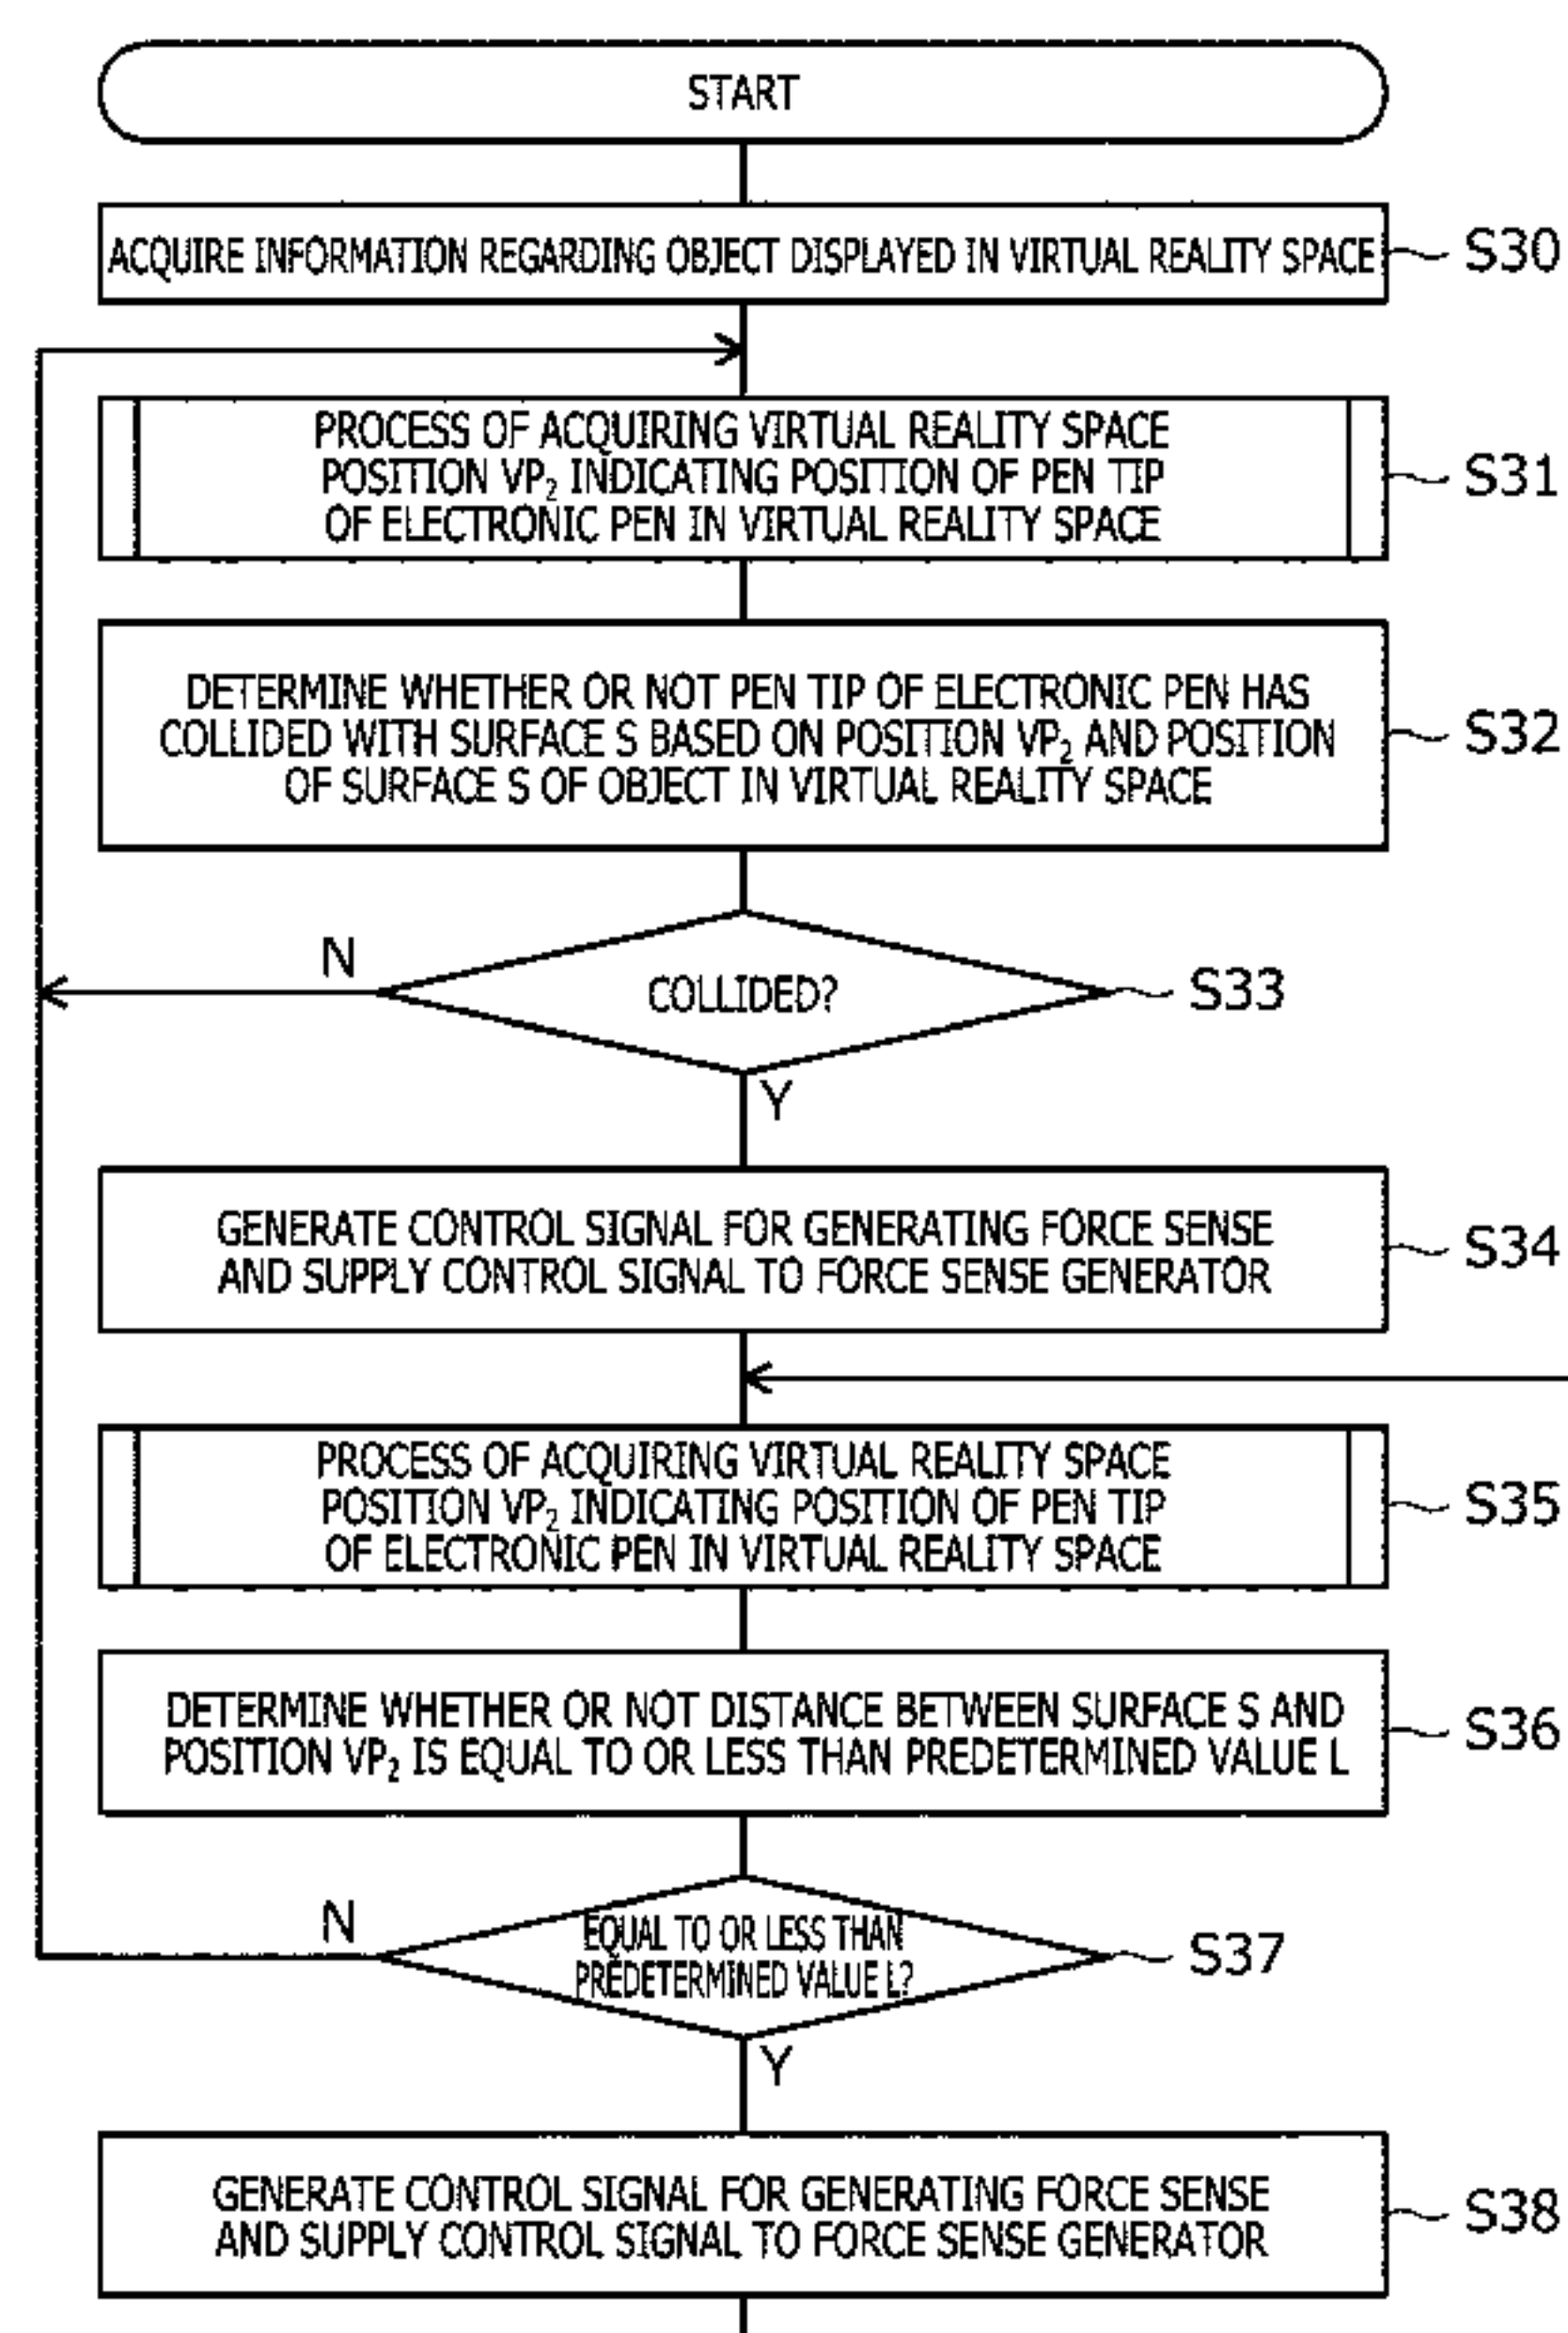 START
ACQUIRE INFORMATION REGARDING OBJECT DISPLAYED IN VIRTUAL REALITY SPACE
S30
PROCESS OF ACQUIRING VIRTUAL REALITY SPACE
POSITION VP₂ INDICATING POSITION OF PEN TIP
OF ELECTRONIC PEN IN VIRTUAL REALITY SPACE
S31
DETERMINE WHETHER OR NOT PEN TIP OF ELECTRONIC PEN HAS
COLLIDED WITH SURFACE S BASED ON POSITION VP₂ AND POSITION
OF SURFACE S OF OBJECT IN VIRTUAL REALITY SPACE
S32
N
COLLIDED?
S33
Y
GENERATE CONTROL SIGNAL FOR GENERATING FORCE SENSE
AND SUPPLY CONTROL SIGNAL TO FORCE SENSE GENERATOR
S34
PROCESS OF ACQUIRING VIRTUAL REALITY SPACE
POSITION VP₂ INDICATING POSITION OF PEN TIP
OF ELECTRONIC PEN IN VIRTUAL REALITY SPACE
S35
DETERMINE WHETHER OR NOT DISTANCE BETWEEN SURFACE S AND
POSITION VP₂ IS EQUAL TO OR LESS THAN PREDETERMINED VALUE L
S36
N
EQUAL TO OR LESS THAN
PREDETERMINED VALUE L?
S37
Y
GENERATE CONTROL SIGNAL FOR GENERATING FORCE SENSE
AND SUPPLY CONTROL SIGNAL TO FORCE SENSE GENERATOR
S38